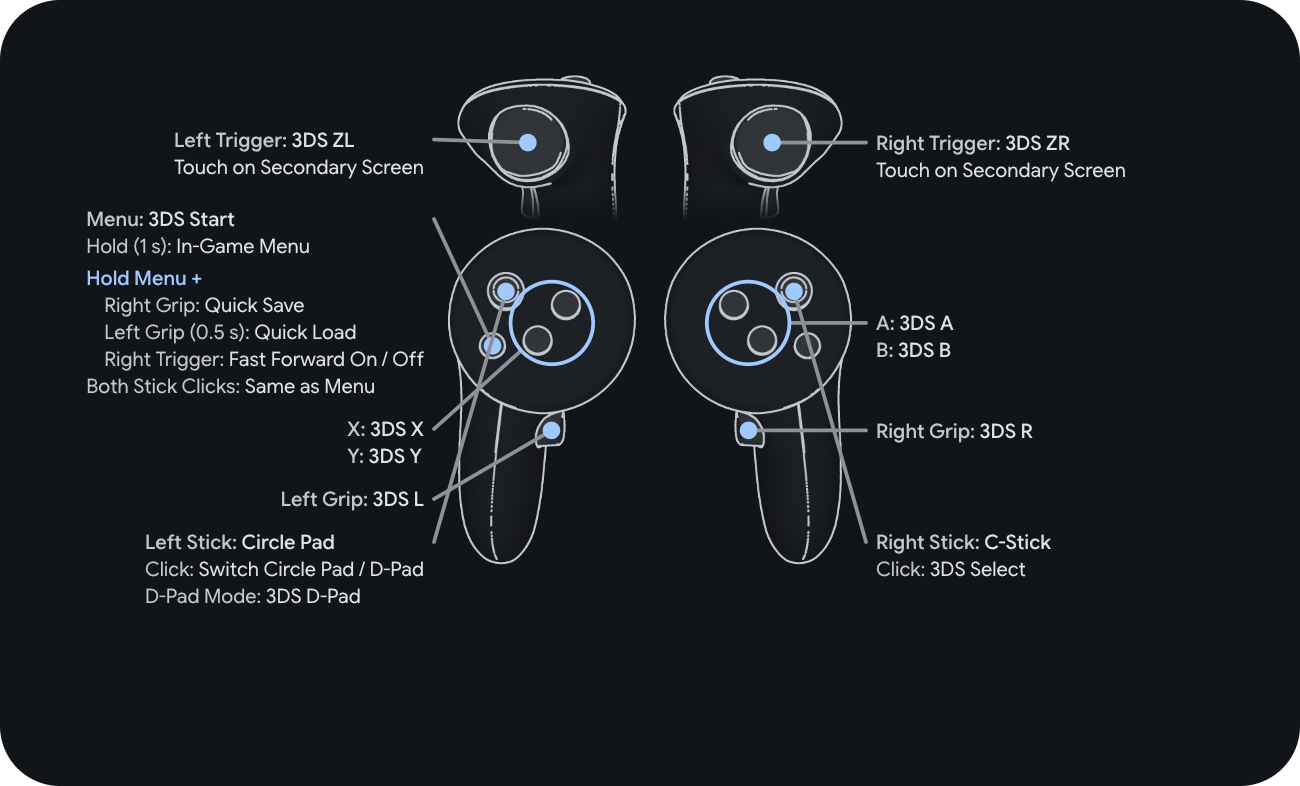 Left Trigger: 3DS ZL
Touch on Secondary Screen
Menu: 3DS Start
Hold (1 s): In-Game Menu
Hold Menu +
Right Grip: Quick Save
Left Grip (0.5 s): Quick Load
Right Trigger: Fast Forward On / Off
Both Stick Clicks: Same as Menu
X: 3DS X
Y: 3DS Y
Left Grip: 3DS L
Left Stick: Circle Pad
Click: Switch Circle Pad / D-Pad
D-Pad Mode: 3DS D-Pad
Right Trigger: 3DS ZR
Touch on Secondary Screen
A: 3DS A
B: 3DS B
Right Grip: 3DS R
Right Stick: C-Stick
Click: 3DS Select